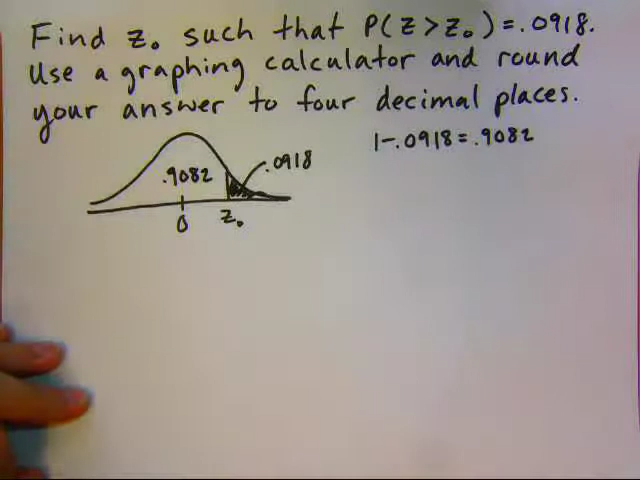 Find z₀ such that P(Z>z₀)=.0918.
Use a graphing calculator and round
your answer to four decimal places.
1-.0918=.9082
.9082
.0918
0
z₀